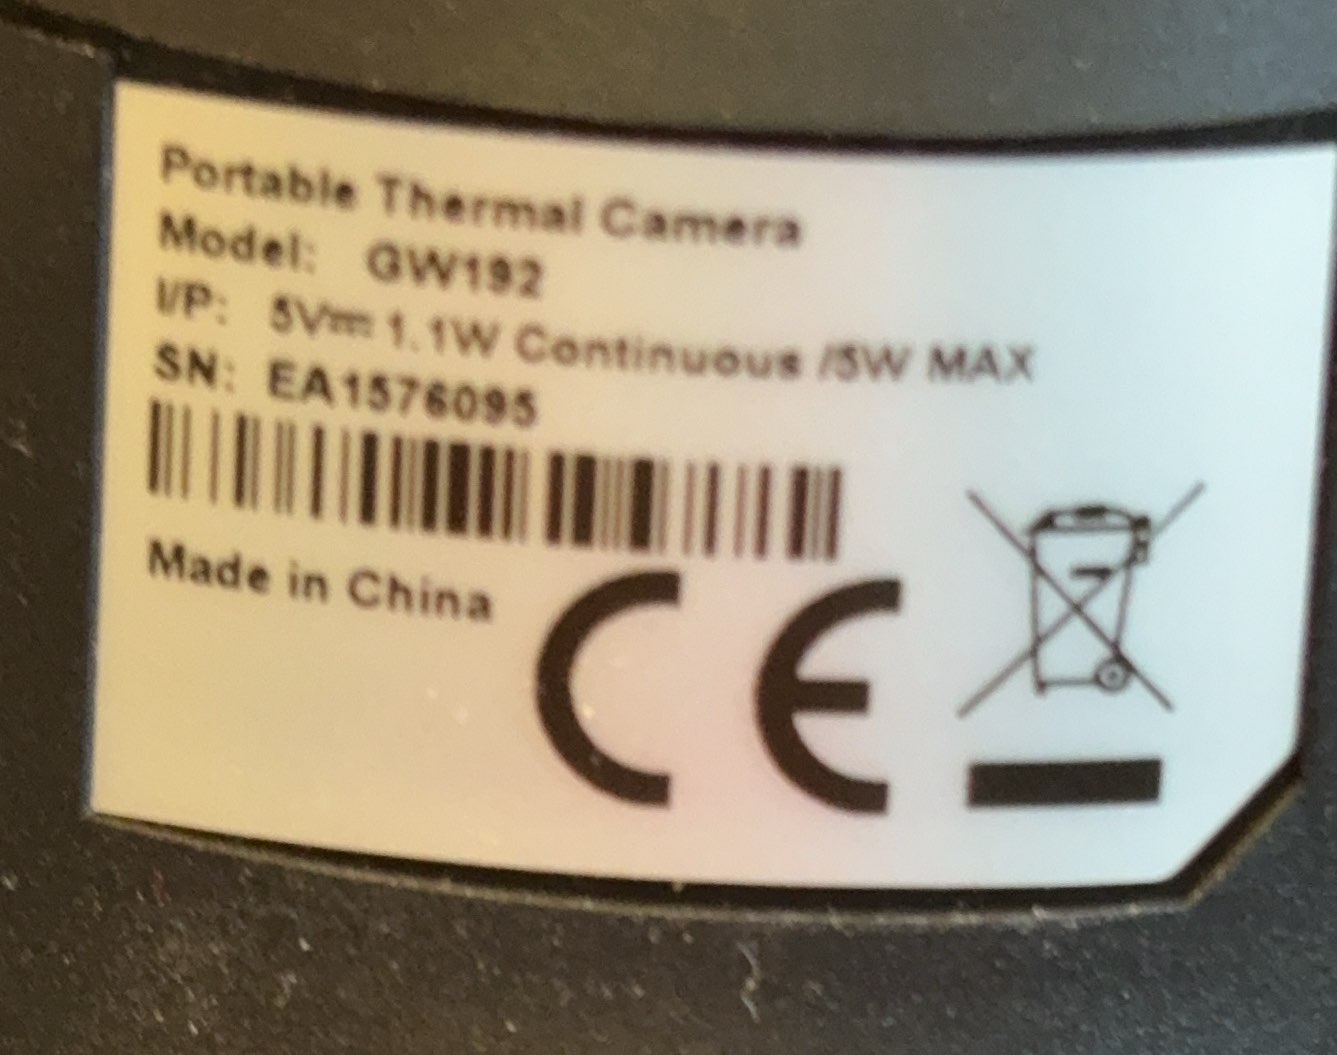 Portable Thermal Camera
Model: GW192
I/P: 5V⎓ 1.1W Continuous /5W MAX
SN: EA1576095
Made in China
CE